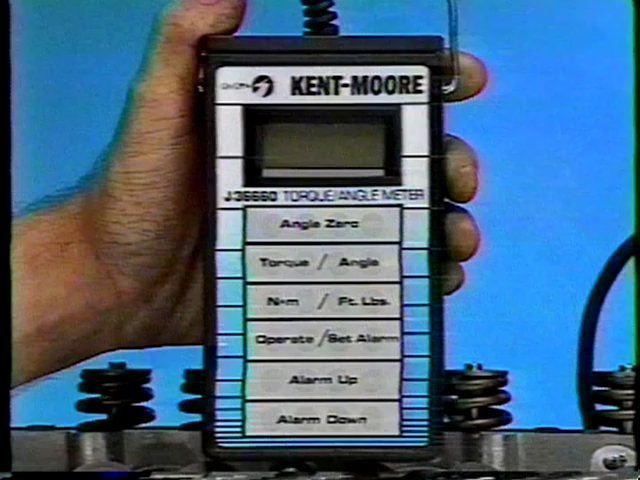 KENT-MOORE
J36660 TORQUE/ANGLE METER
Angle Zero
Torque / Angle
N•m / Ft. Lbs.
Operate /Set Alarm
Alarm Up
Alarm Down